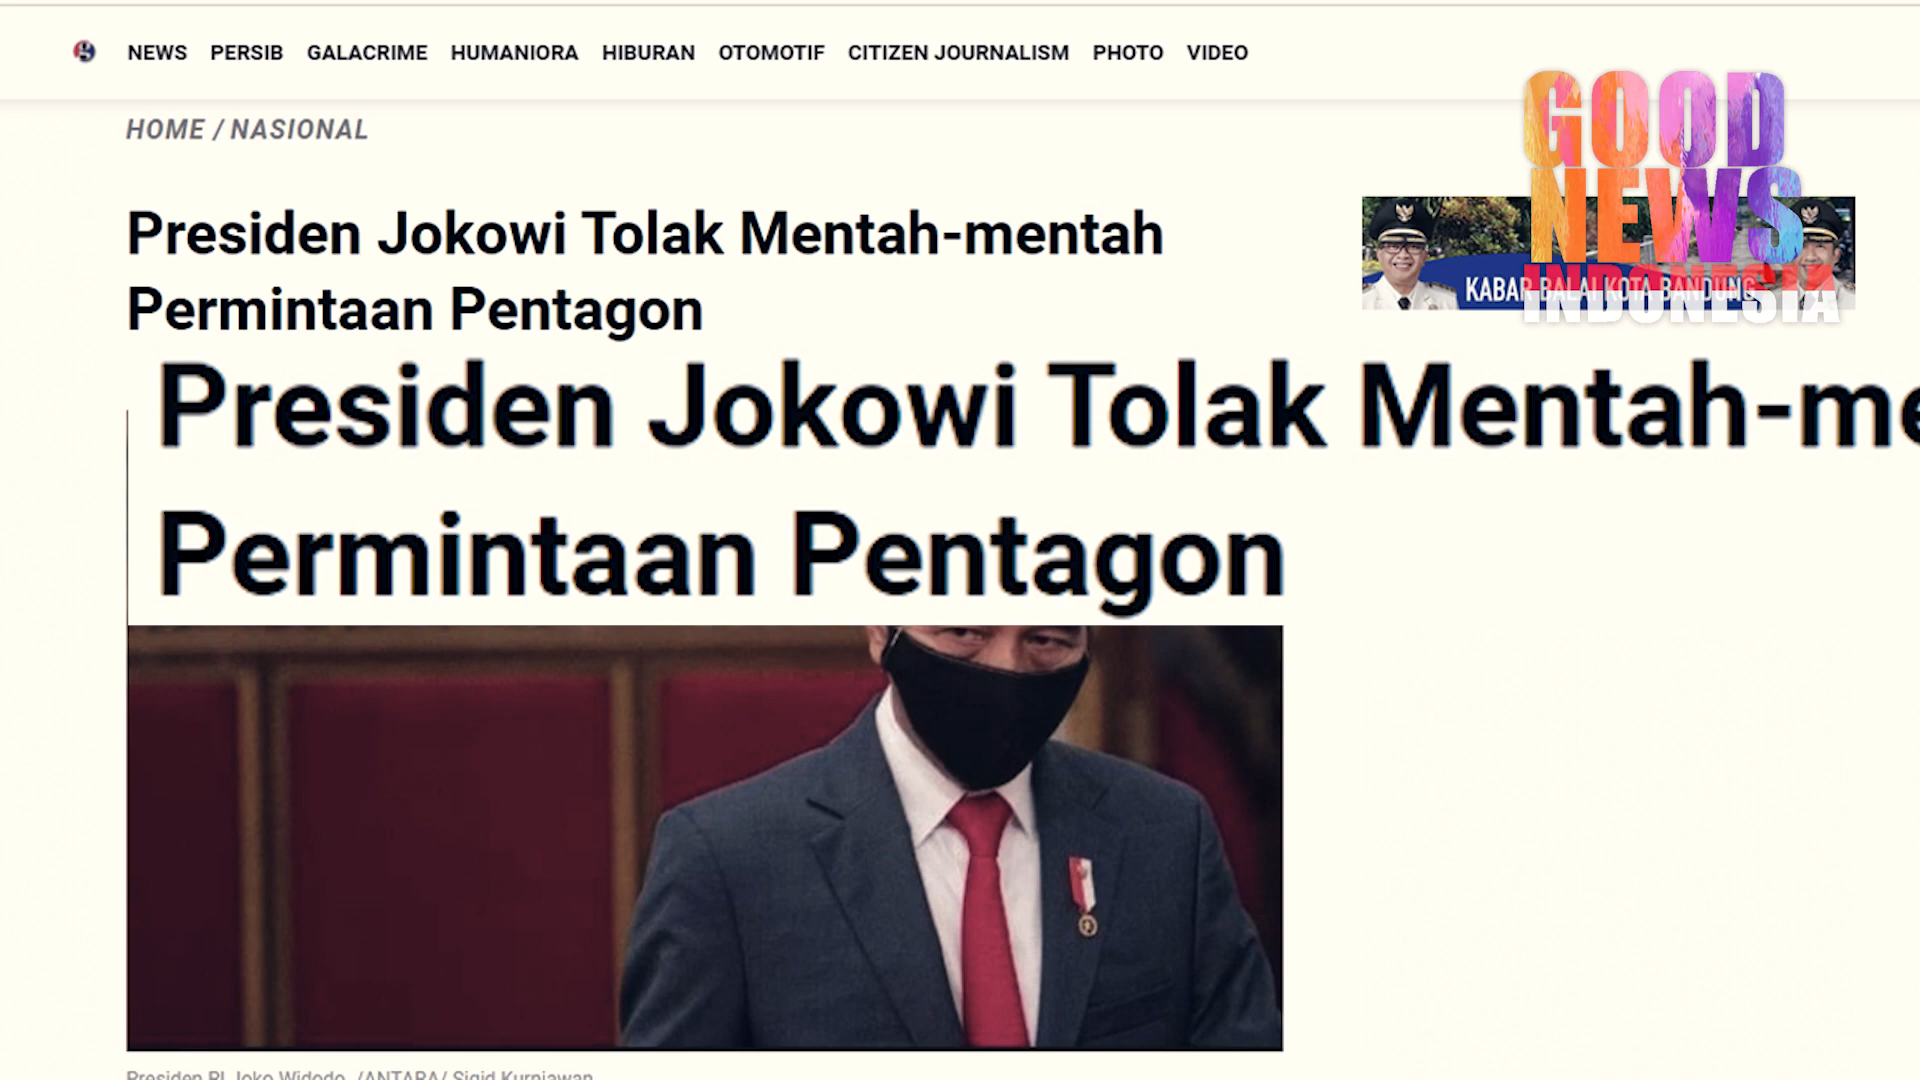 NEWS PERSIB GALACRIME HUMANIORA HIBURAN OTOMOTIF CITIZEN JOURNALISM PHOTO VIDEO
HOME / NASIONAL
GOOD
NEWS
INDONESIA
KABAR BALAI KOTA BANDUNG
Presiden Jokowi Tolak Mentah-mentah
Permintaan Pentagon
Presiden Jokowi Tolak Mentah-me
Permintaan Pentagon
Presiden RI Joko Widodo. /ANTARA/ Sigid Kurniawan